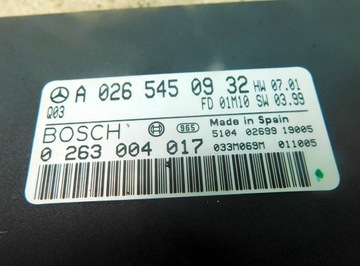 A 026 545 09 32 HW 07.01
Q03 FD 01M10 SW 03.99
BOSCH 965 Made in Spain
5104 02699 19005
0 263 004 017 033M069M 011005